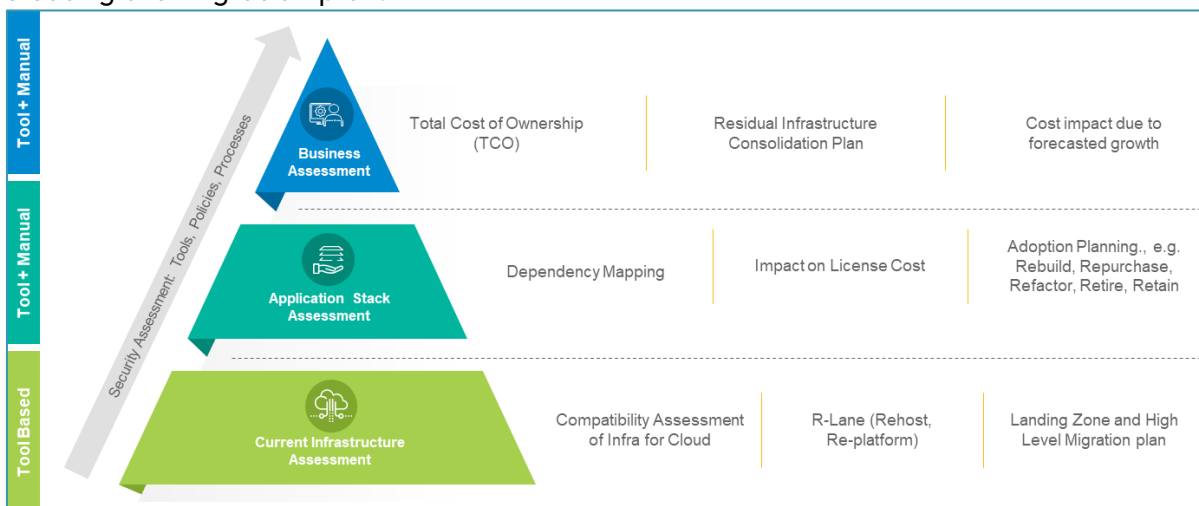 Tool + Manual
Business
Assessment
Total Cost of Ownership
(TCO)
Residual Infrastructure
Consolidation Plan
Cost impact due to
forecasted growth
Security Assessment: Tools, Policies, Processes
Tool + Manual
Application Stack
Assessment
Dependency Mapping
Impact on License Cost
Adoption Planning., e.g.
Rebuild, Repurchase,
Refactor, Retire, Retain
Tool Based
Current Infrastructure
Assessment
Compatibility Assessment
of Infra for Cloud
R-Lane (Rehost,
Re-platform)
Landing Zone and High
Level Migration plan